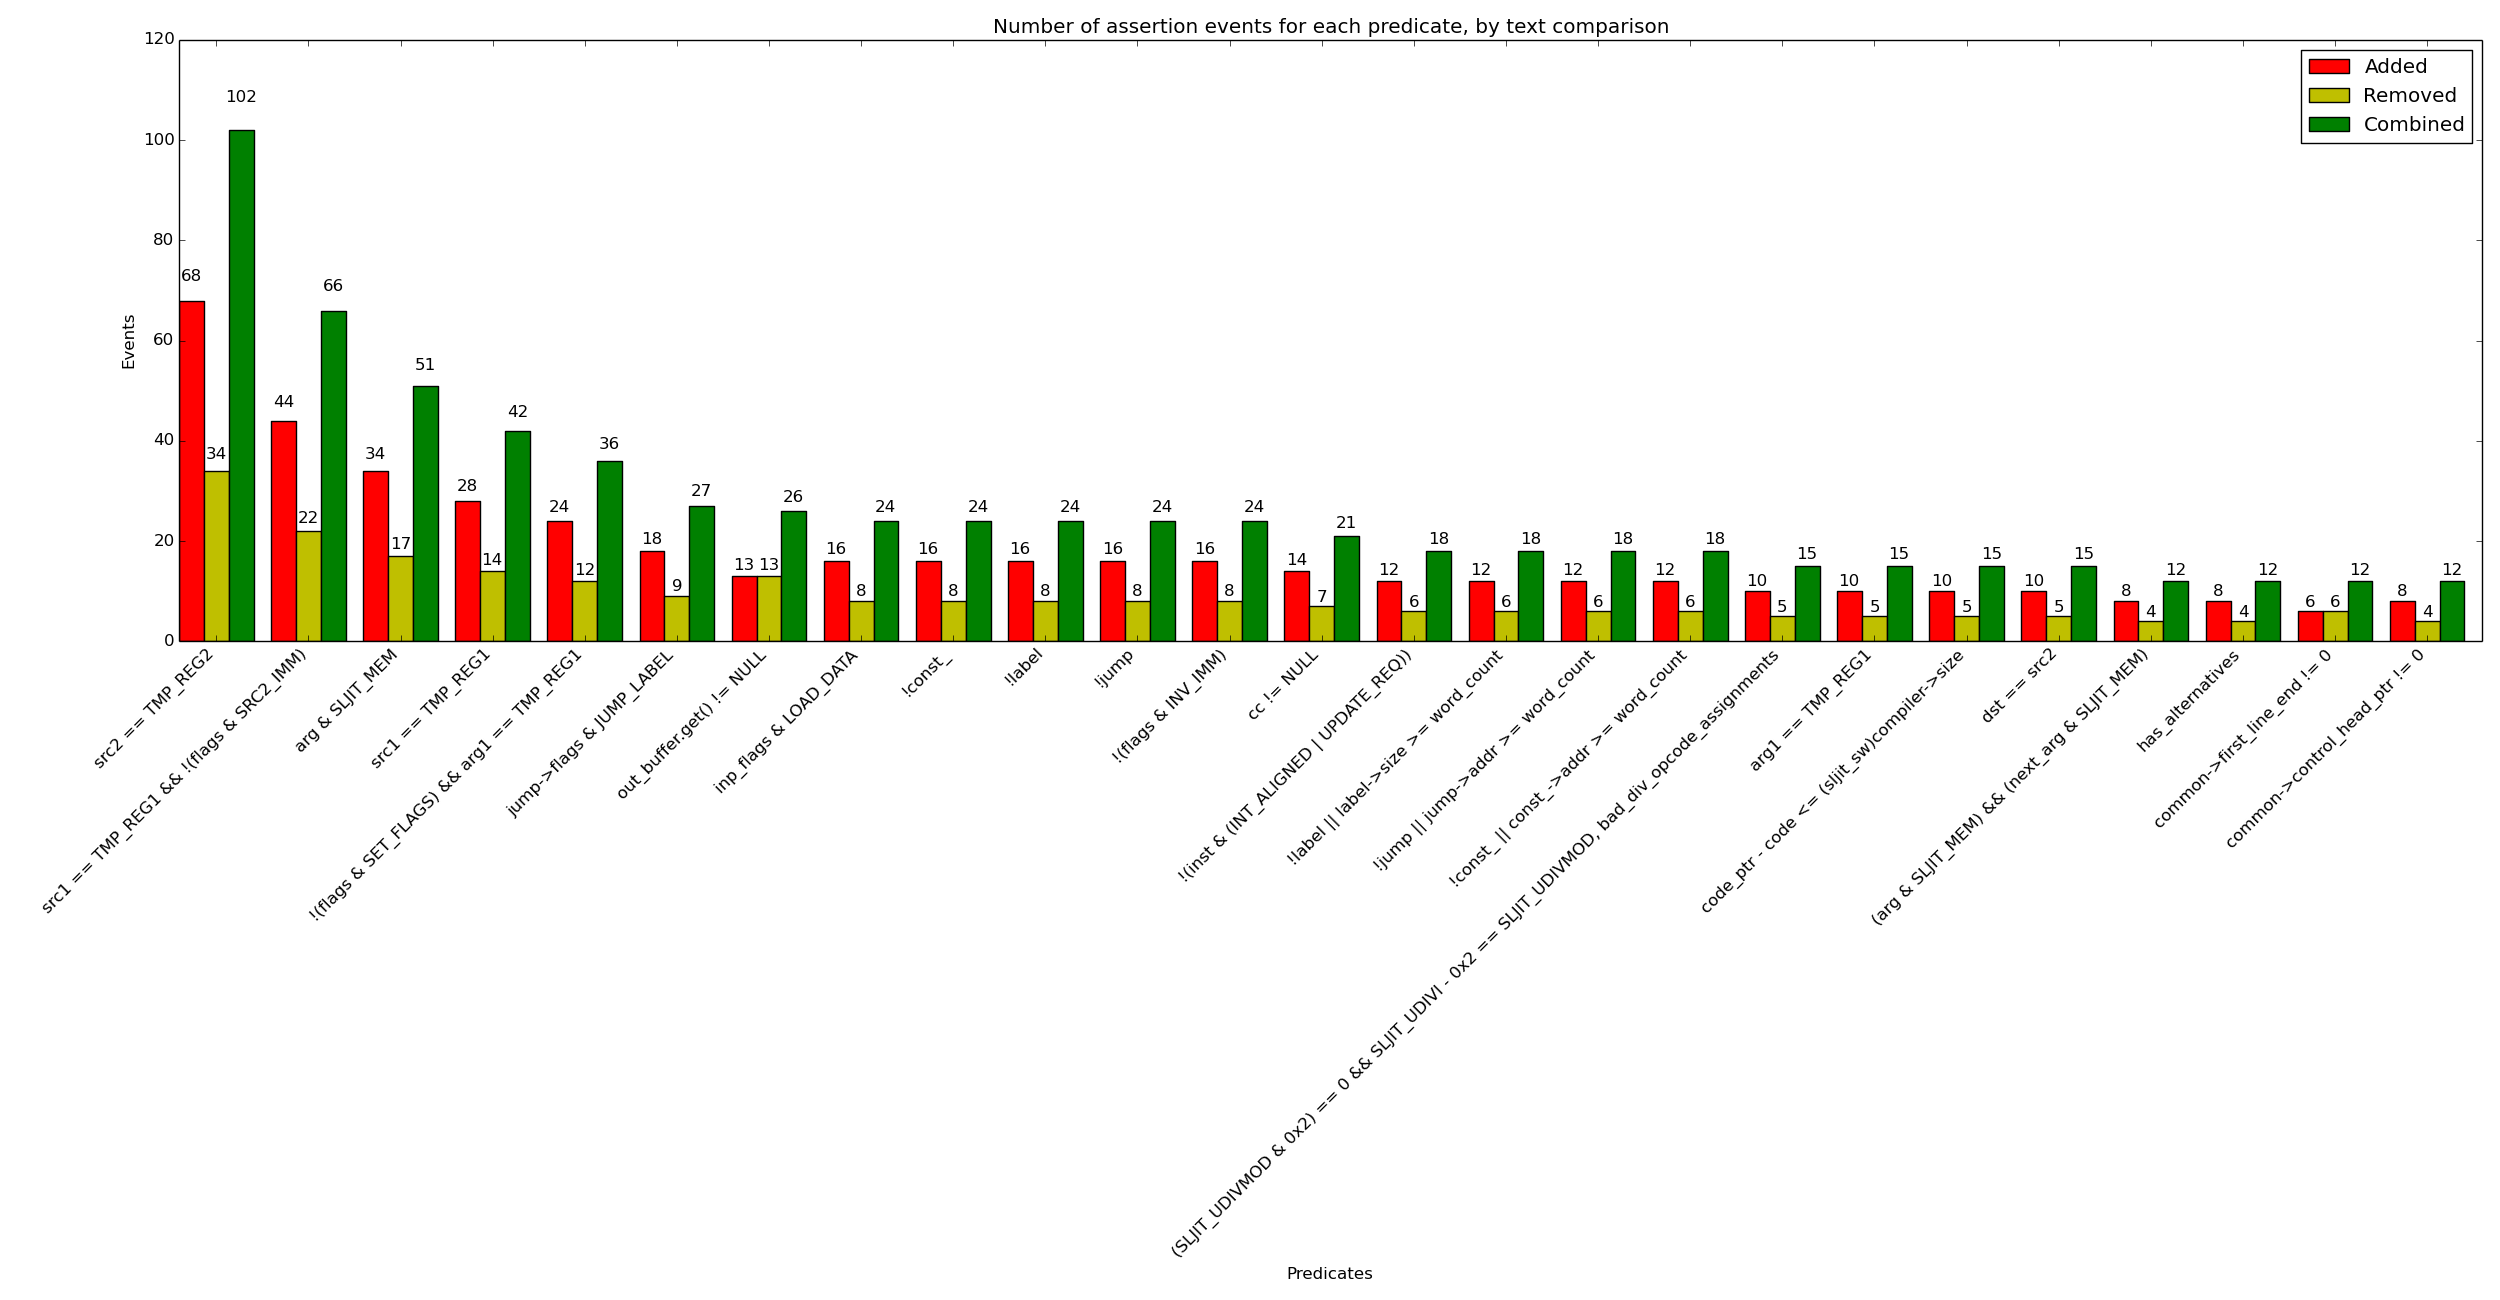 Number of assertion events for each predicate, by text comparison
120
100
80
60
40
20
0
Events
Added
Removed
Combined
68 34 102
44 22 66
34 17 51
28 14 42
24 12 36
18 9 27
13 13 26
16 8 24
16 8 24
16 8 24
16 8 24
16 8 24
14 7 21
12 6 18
12 6 18
12 6 18
12 6 18
10 5 15
10 5 15
10 5 15
10 5 15
8 4 12
8 4 12
6 6 12
8 4 12
src2 == TMP_REG2
src1 == TMP_REG1 && !(flags & SRC2_IMM)
arg & SLJIT_MEM
src1 == TMP_REG1
!(flags & SET_FLAGS) && arg1 == TMP_REG1
jump->flags & JUMP_LABEL
out_buffer.get() != NULL
inp_flags & LOAD_DATA
!const_
!label
!jump
!(flags & INV_IMM)
cc != NULL
!(inst & (INT_ALIGNED | UPDATE_REQ))
!label || label->size >= word_count
!jump || jump->addr >= word_count
!const_ || const_->addr >= word_count
(SLJIT_UDIVMOD & 0x2) == 0 && SLJIT_UDIVI - 0x2 == SLJIT_UDIVMOD, bad_div_opcode_assignments
arg1 == TMP_REG1
code_ptr - code <= (sljit_sw)compiler->size
dst == src2
(arg & SLJIT_MEM) && (next_arg & SLJIT_MEM)
has_alternatives
common->first_line_end != 0
common->control_head_ptr != 0
Predicates